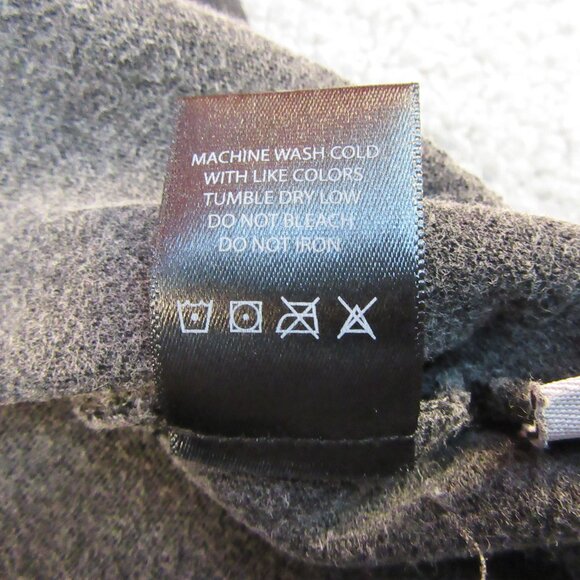 MACHINE WASH COLD
WITH LIKE COLORS
TUMBLE DRY LOW
DO NOT BLEACH
DO NOT IRON